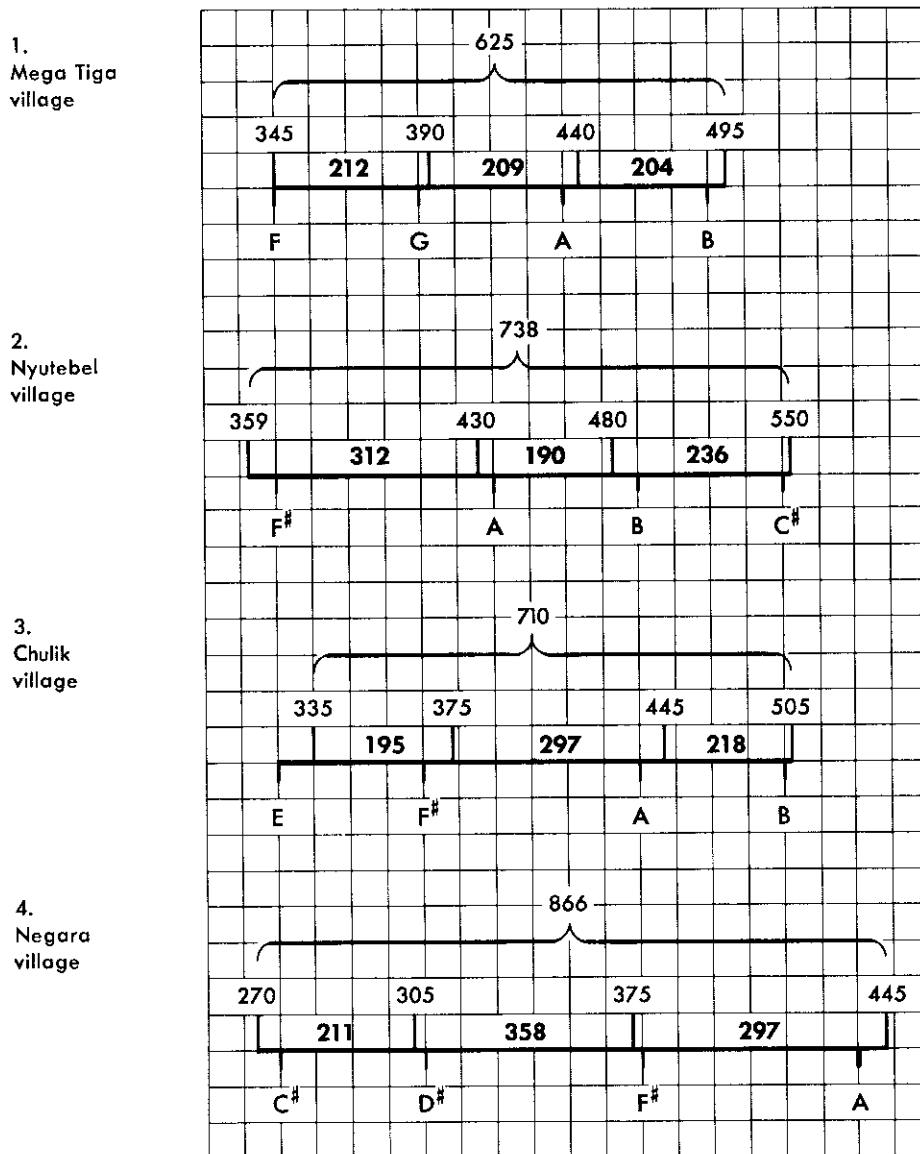 1.
Mega Tiga
village
625
345 390 440 495
212 209 204
F G A B
2.
Nyutebel
village
738
359 430 480 550
312 190 236
F# A B C#
3.
Chulik
village
710
335 375 445 505
195 297 218
E F# A B
4.
Negara
village
866
270 305 375 445
211 358 297
C# D# F# A